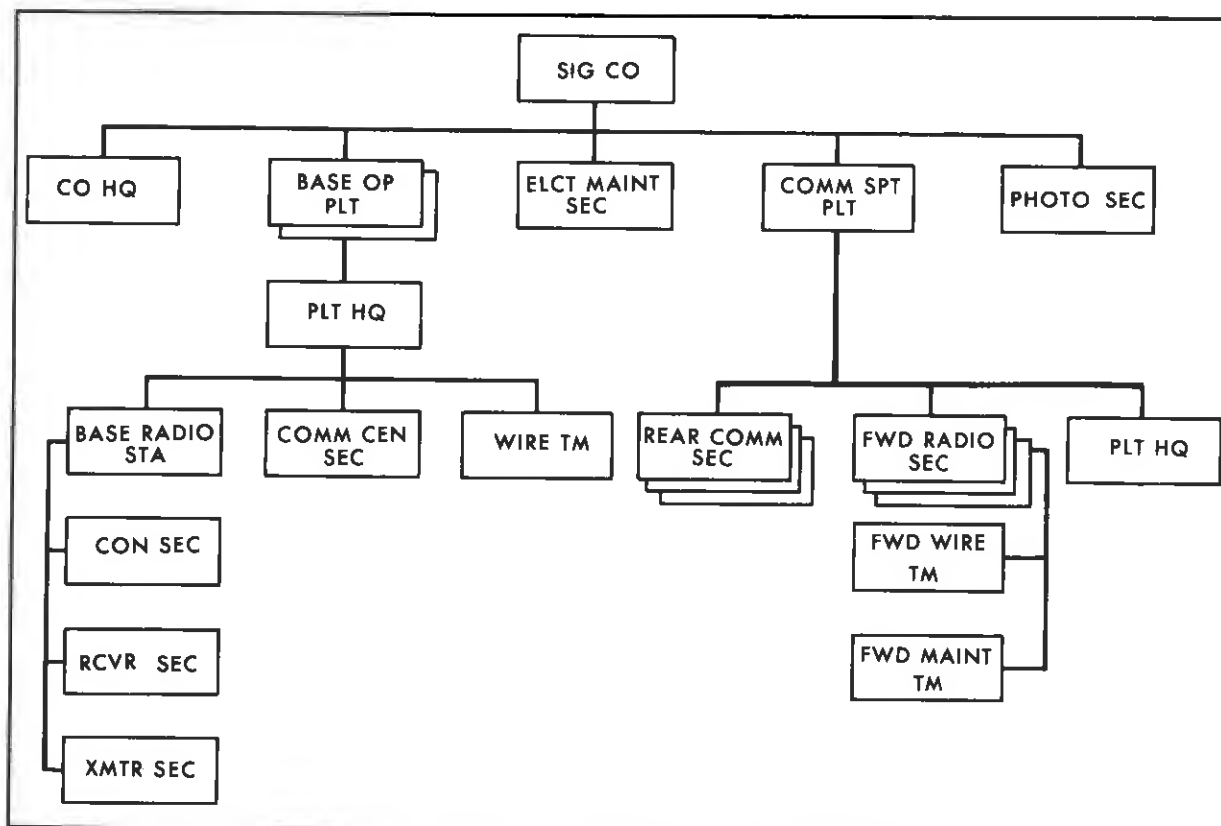 SIG CO
CO HQ
BASE OP
PLT
ELCT MAINT
SEC
COMM SPT
PLT
PHOTO SEC
PLT HQ
BASE RADIO
STA
COMM CEN
SEC
WIRE TM
REAR COMM
SEC
FWD RADIO
SEC
PLT HQ
CON SEC
FWD WIRE
TM
RCVR SEC
FWD MAINT
TM
XMTR SEC